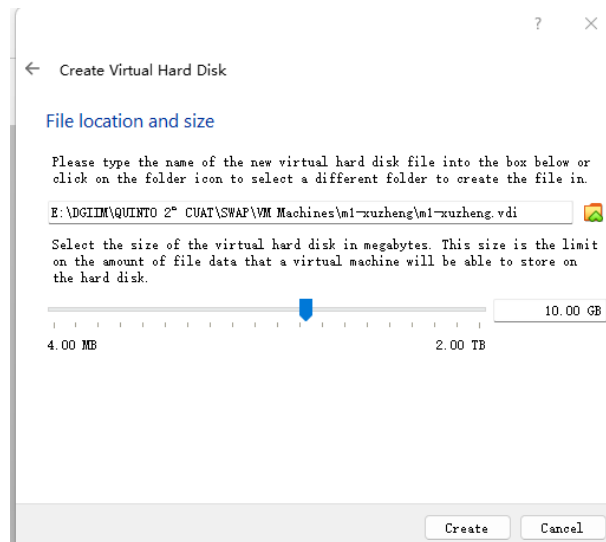 ?
Create Virtual Hard Disk
File location and size
Please type the name of the new virtual hard disk file into the box below or
click on the folder icon to select a different folder to create the file in.
E:\DGIIM\QUINTO 2º CUAT\SWAP\VM Machines\m1-xuzheng\m1-xuzheng.vdi
Select the size of the virtual hard disk in megabytes. This size is the limit
on the amount of file data that a virtual machine will be able to store on
the hard disk.
10.00 GB
4.00 MB 2.00 TB
Create Cancel